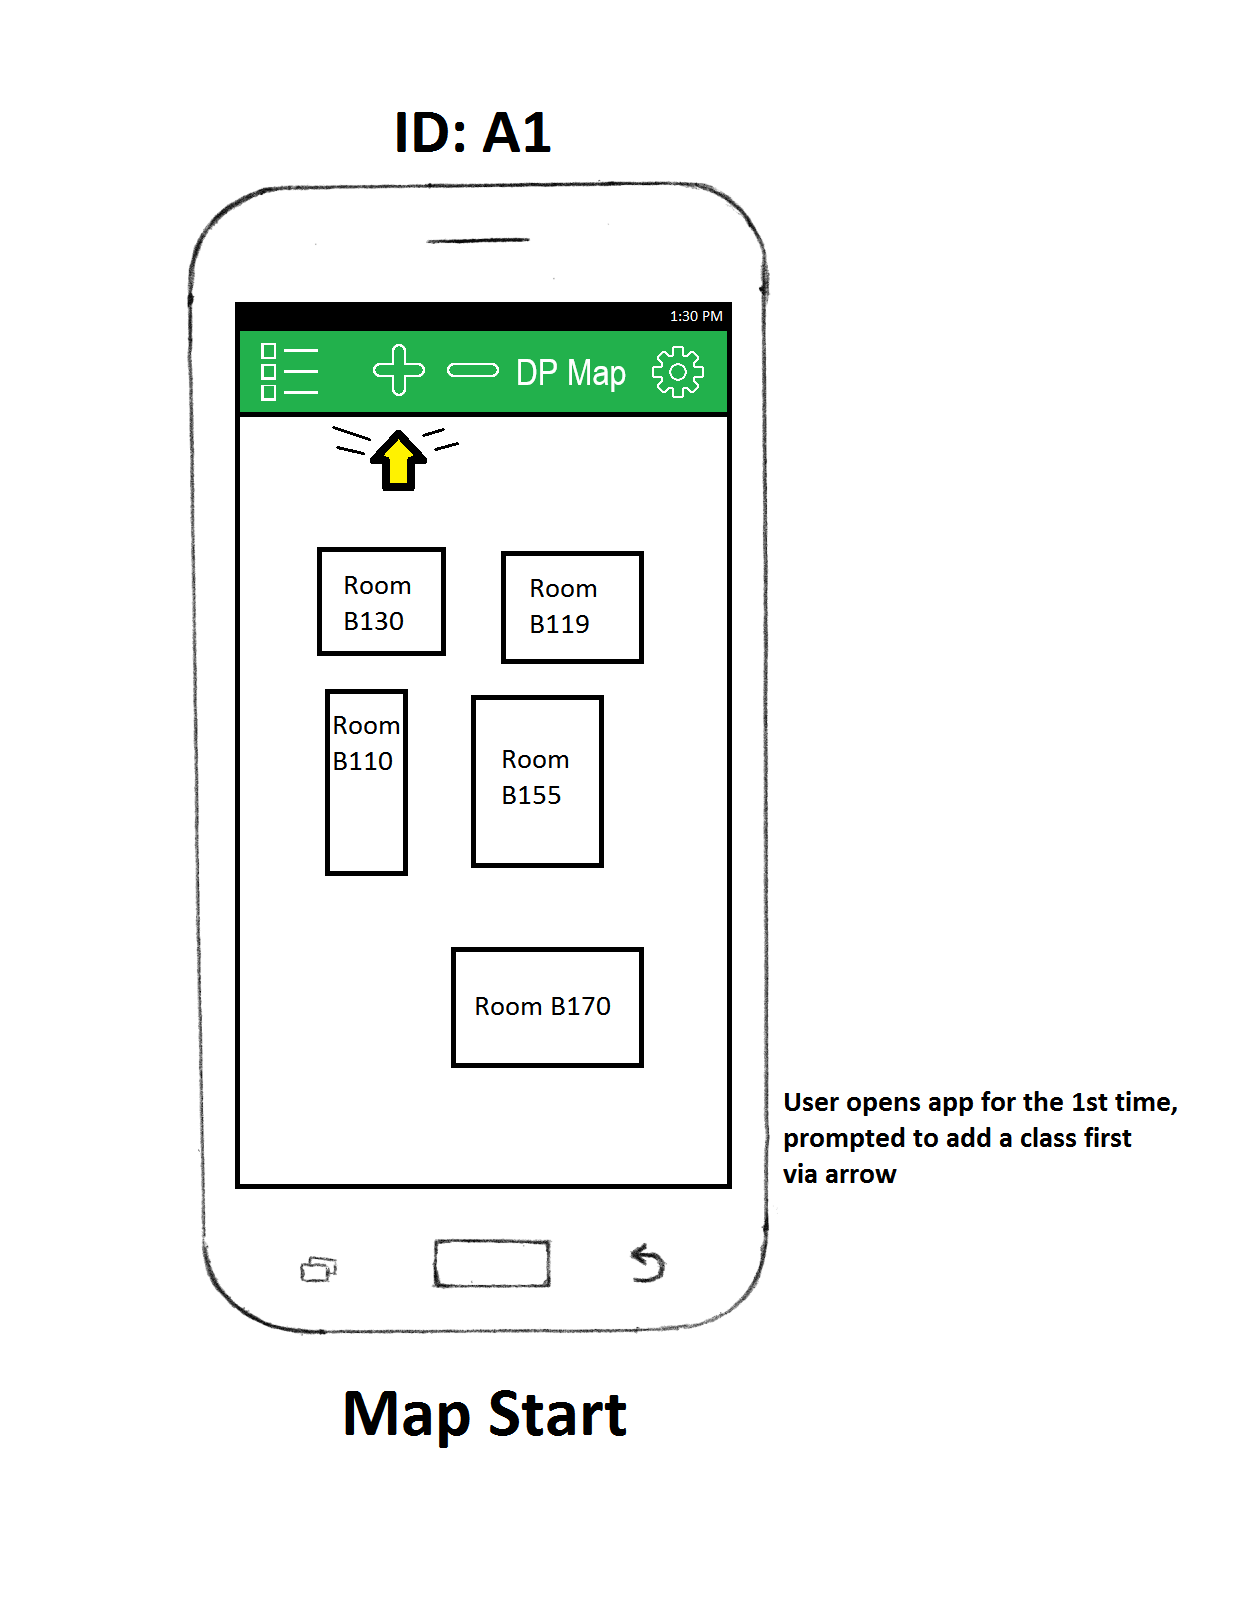 ID: A1
1:30 PM
DP Map
Room
B130
Room
B119
Room
B110
Room
B155
Room B170
User opens app for the 1st time,
prompted to add a class first
via arrow
Map Start